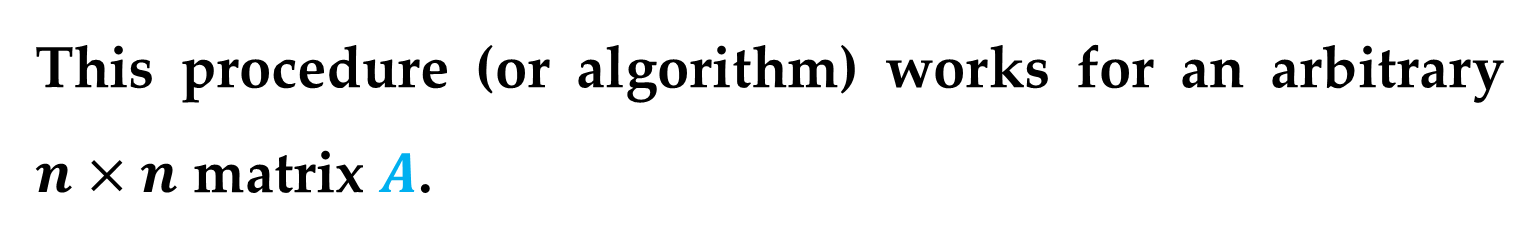 This procedure (or algorithm) works for an arbitrary
n × n matrix A.